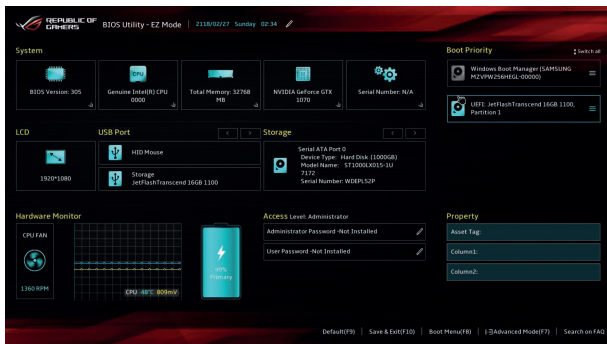 REPUBLIC OF
GAMERS
BIOS Utility - EZ Mode
2118/02/27 Sunday 02:34
System
BIOS Version: 305
CPU
Genuine Intel(R) CPU
0000
Total Memory: 32768
MB
NVIDIA GeForce GTX
1070
Serial Number: N/A
Boot Priority
Switch all
Windows Boot Manager (SAMSUNG
MZVPW256HEGL-00000)
UEFI: JetFlashTranscend 16GB 1100,
Partition 1
LCD
1920*1080
USB Port
HID Mouse
Storage
JetFlashTranscend 16GB 1100
Storage
Serial ATA Port 0
Device Type: Hard Disk (1000GB)
Model Name: ST1000LX015-1U
7172
Serial Number: WDEPLS2P
Hardware Monitor
CPU FAN
1360 RPM
CPU 48°C 809mV
99%
Primary
Access Level: Administrator
Administrator Password -Not Installed
User Password -Not Installed
Property
Asset Tag:
Column1:
Column2:
Default(F9)
Save & Exit(F10)
Boot Menu(F8)
Advanced Mode(F7)
Search on FAQ